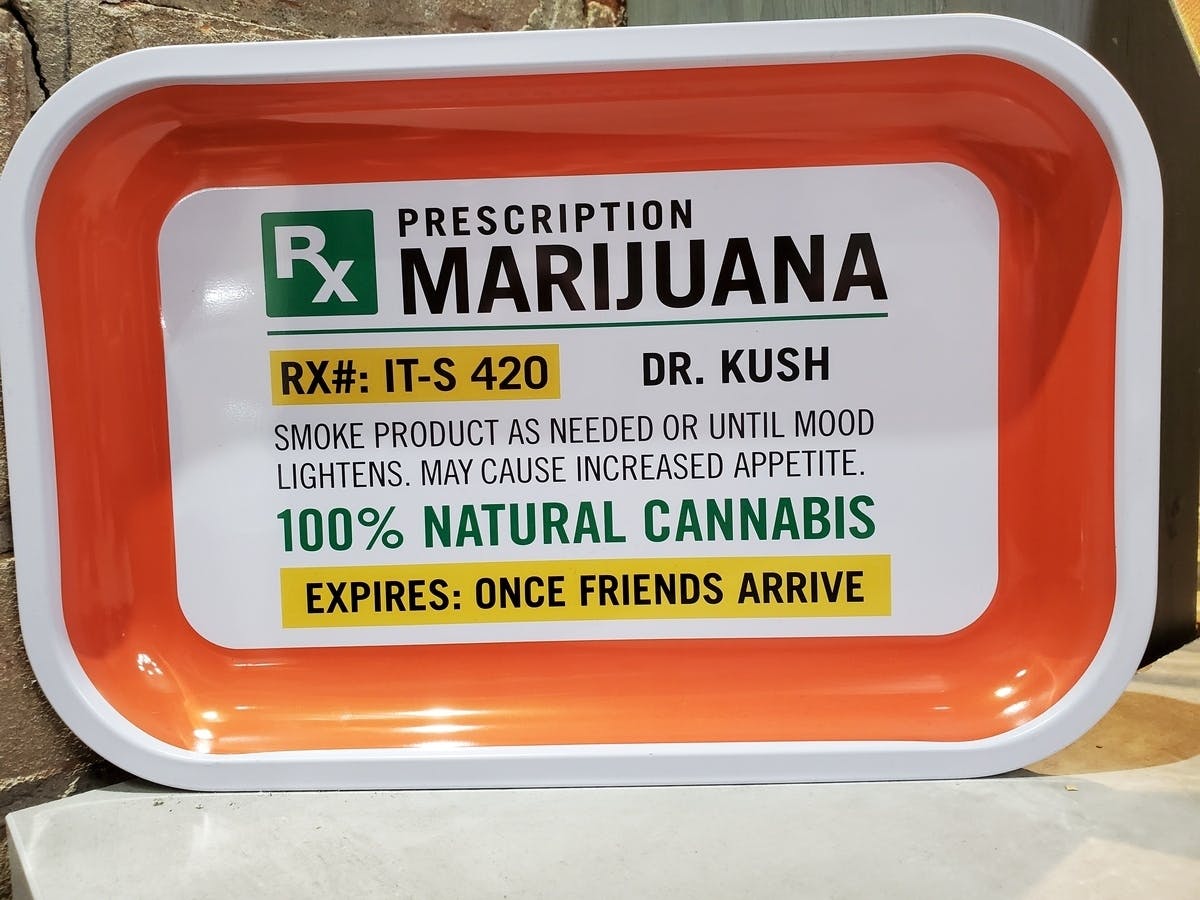 Rx PRESCRIPTION
MARIJUANA
RX#: IT-S 420 DR. KUSH
SMOKE PRODUCT AS NEEDED OR UNTIL MOOD
LIGHTENS. MAY CAUSE INCREASED APPETITE.
100% NATURAL CANNABIS
EXPIRES: ONCE FRIENDS ARRIVE